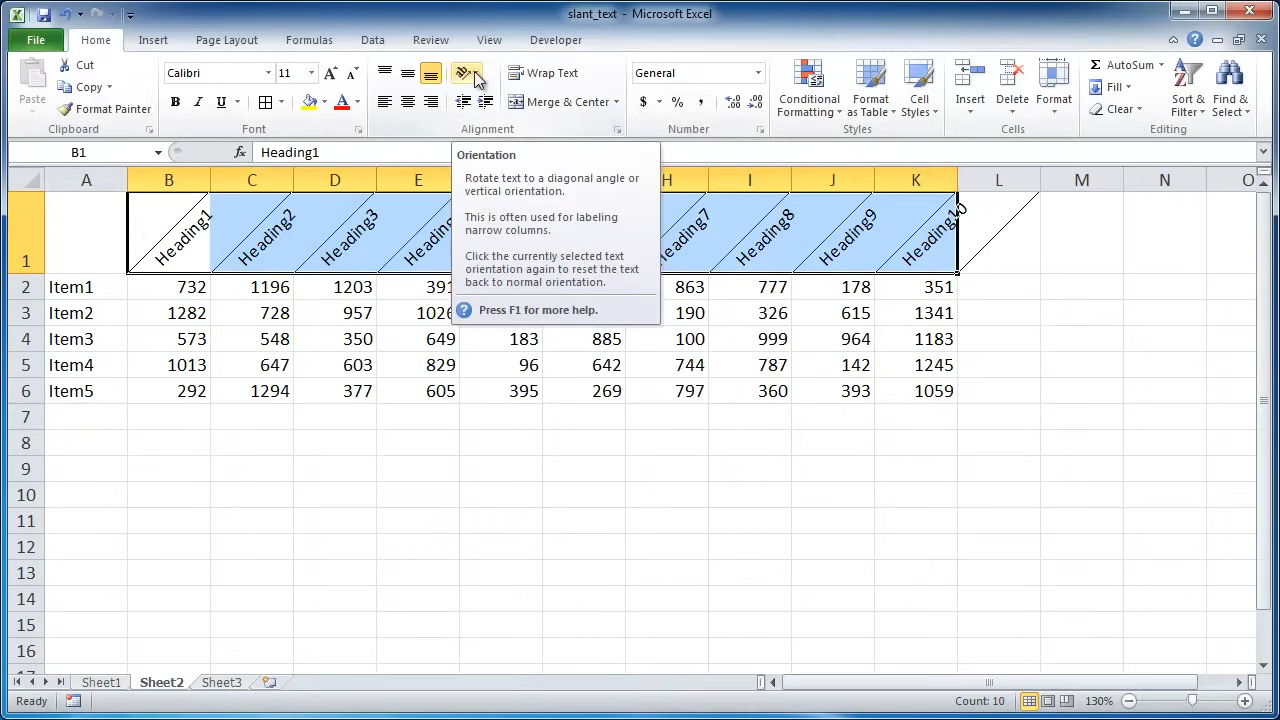 slant_text - Microsoft Excel
File Home Insert Page Layout Formulas Data Review View Developer
Paste
Cut
Copy
Format Painter
Clipboard
Calibri 11
B I U A
Font
Wrap Text
Merge & Center
Alignment
General
$ % ,
Number
Conditional Formatting
Format as Table
Cell Styles
Styles
Insert Delete Format
Cells
Σ AutoSum
Fill
Clear
Sort & Filter
Find & Select
Editing
B1 fx Heading1
Orientation
Rotate text to a diagonal angle or
vertical orientation.
This is often used for labeling
narrow columns.
Click the currently selected text
orientation again to reset the text
back to normal orientation.
Press F1 for more help.
A B C D E H I J K L M N O
1 Heading1 Heading2 Heading3 Heading7 Heading8 Heading9 Heading10
2 Item1 732 1196 1203 391 863 777 178 351
3 Item2 1282 728 957 1026 190 326 615 1341
4 Item3 573 548 350 649 183 885 100 999 964 1183
5 Item4 1013 647 603 829 96 642 744 787 142 1245
6 Item5 292 1294 377 605 395 269 797 360 393 1059
7
8
9
10
11
12
13
14
15
16
Sheet1 Sheet2 Sheet3
Ready Count: 10 130%